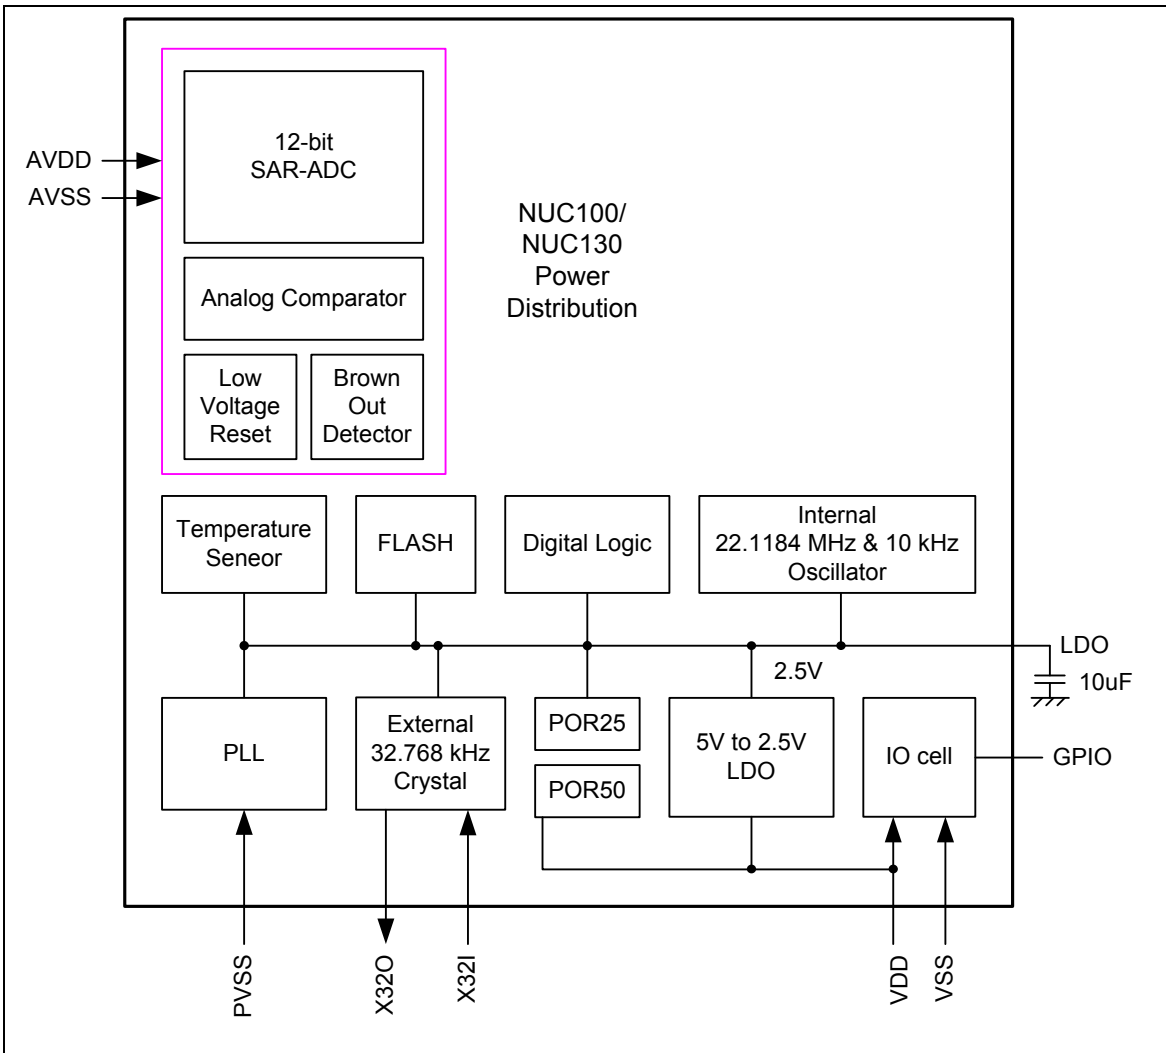 12-bit
SAR-ADC
AVDD
AVSS
NUC100/
NUC130
Power
Distribution
Analog Comparator
Low
Voltage
Reset
Brown
Out
Detector
Temperature
Seneor
FLASH
Digital Logic
Internal
22.1184 MHz & 10 kHz
Oscillator
LDO
2.5V
10uF
PLL
External
32.768 kHz
Crystal
POR25
POR50
5V to 2.5V
LDO
IO cell
GPIO
PVSS
X32O
X32I
VDD
VSS